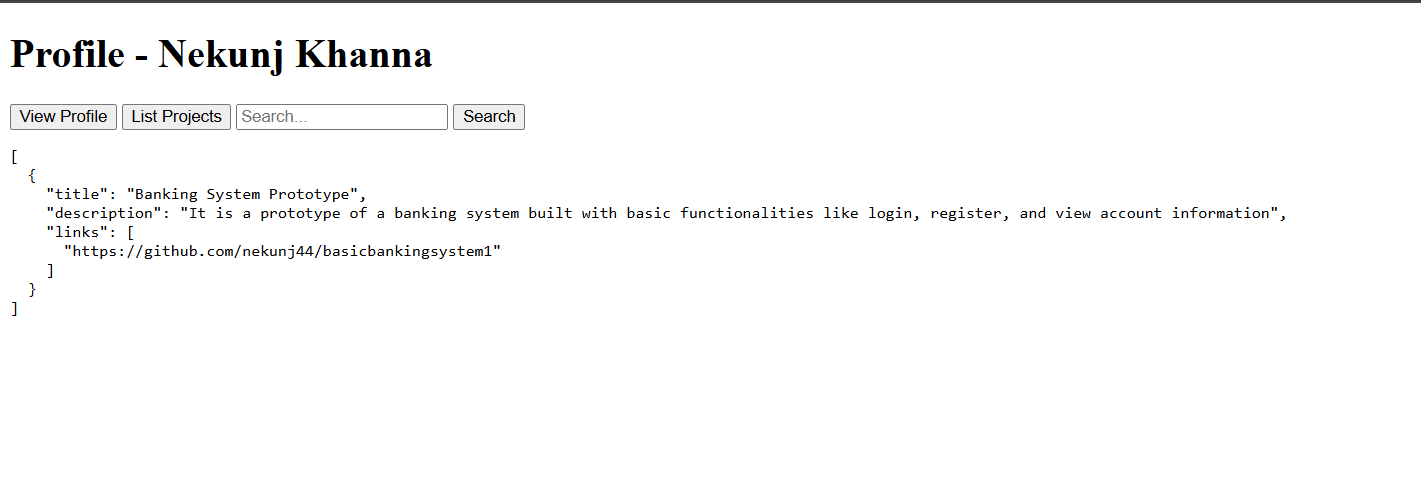 Profile - Nekunj Khanna
View Profile List Projects Search... Search
[
  {
    "title": "Banking System Prototype",
    "description": "It is a prototype of a banking system built with basic functionalities like login, register, and view account information",
    "links": [
      "https://github.com/nekunj44/basicbankingsystem1"
    ]
  }
]